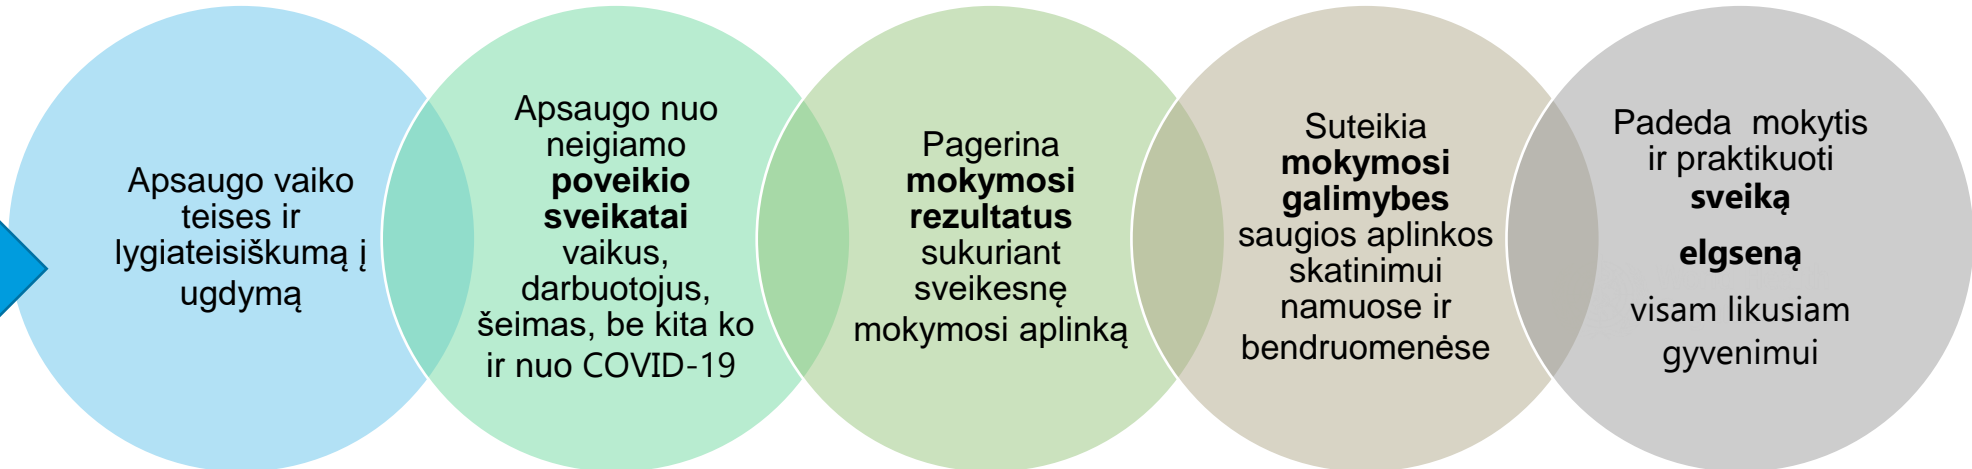 Apsaugo vaiko
teises ir
lygiateisiškumą į
ugdymą
Apsaugo nuo
neigiamo
poveikio
sveikatai
vaikus,
darbuotojus,
šeimas, be kita ko
ir nuo COVID-19
Pagerina
mokymosi
rezultatus
sukuriant
sveikesnę
mokymosi aplinką
Suteikia
mokymosi
galimybes
saugios aplinkos
skatinimui
namuose ir
bendruomenėse
Padeda  mokytis
ir praktikuoti
sveiką
elgseną
visam likusiam
gyvenimui